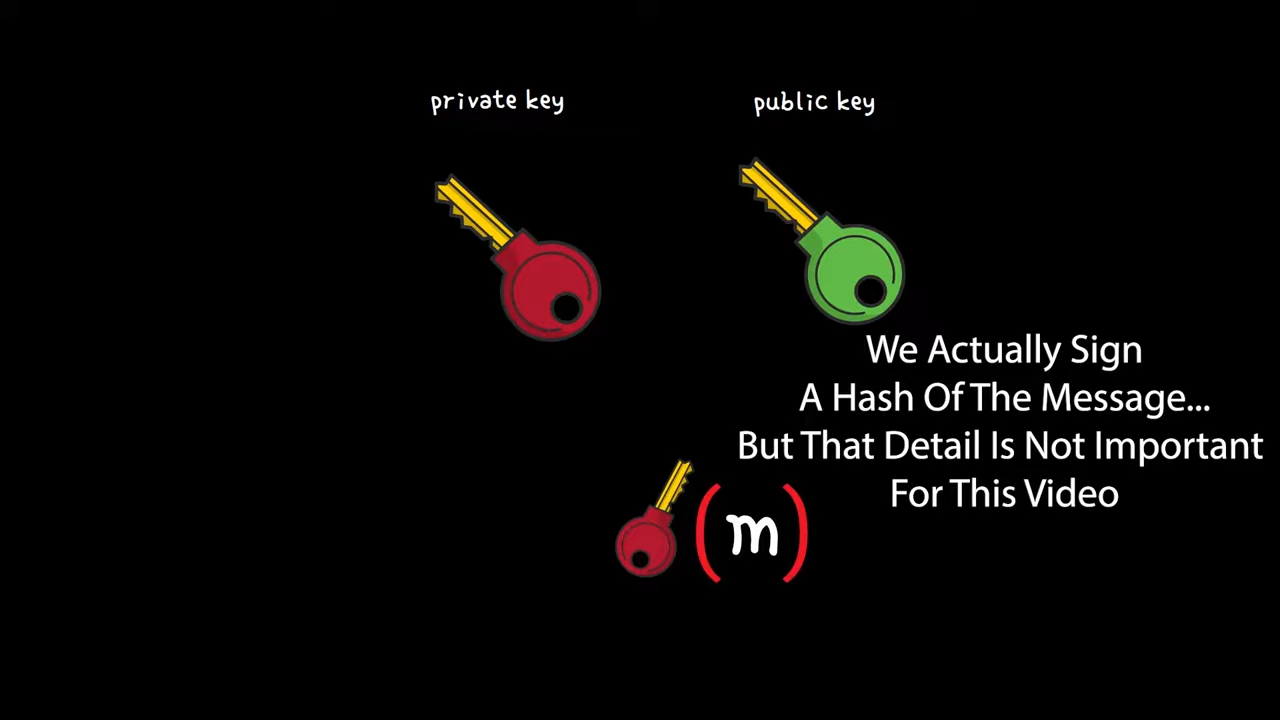 private key
public key
We Actually Sign
A Hash Of The Message...
But That Detail Is Not Important
For This Video
(m)